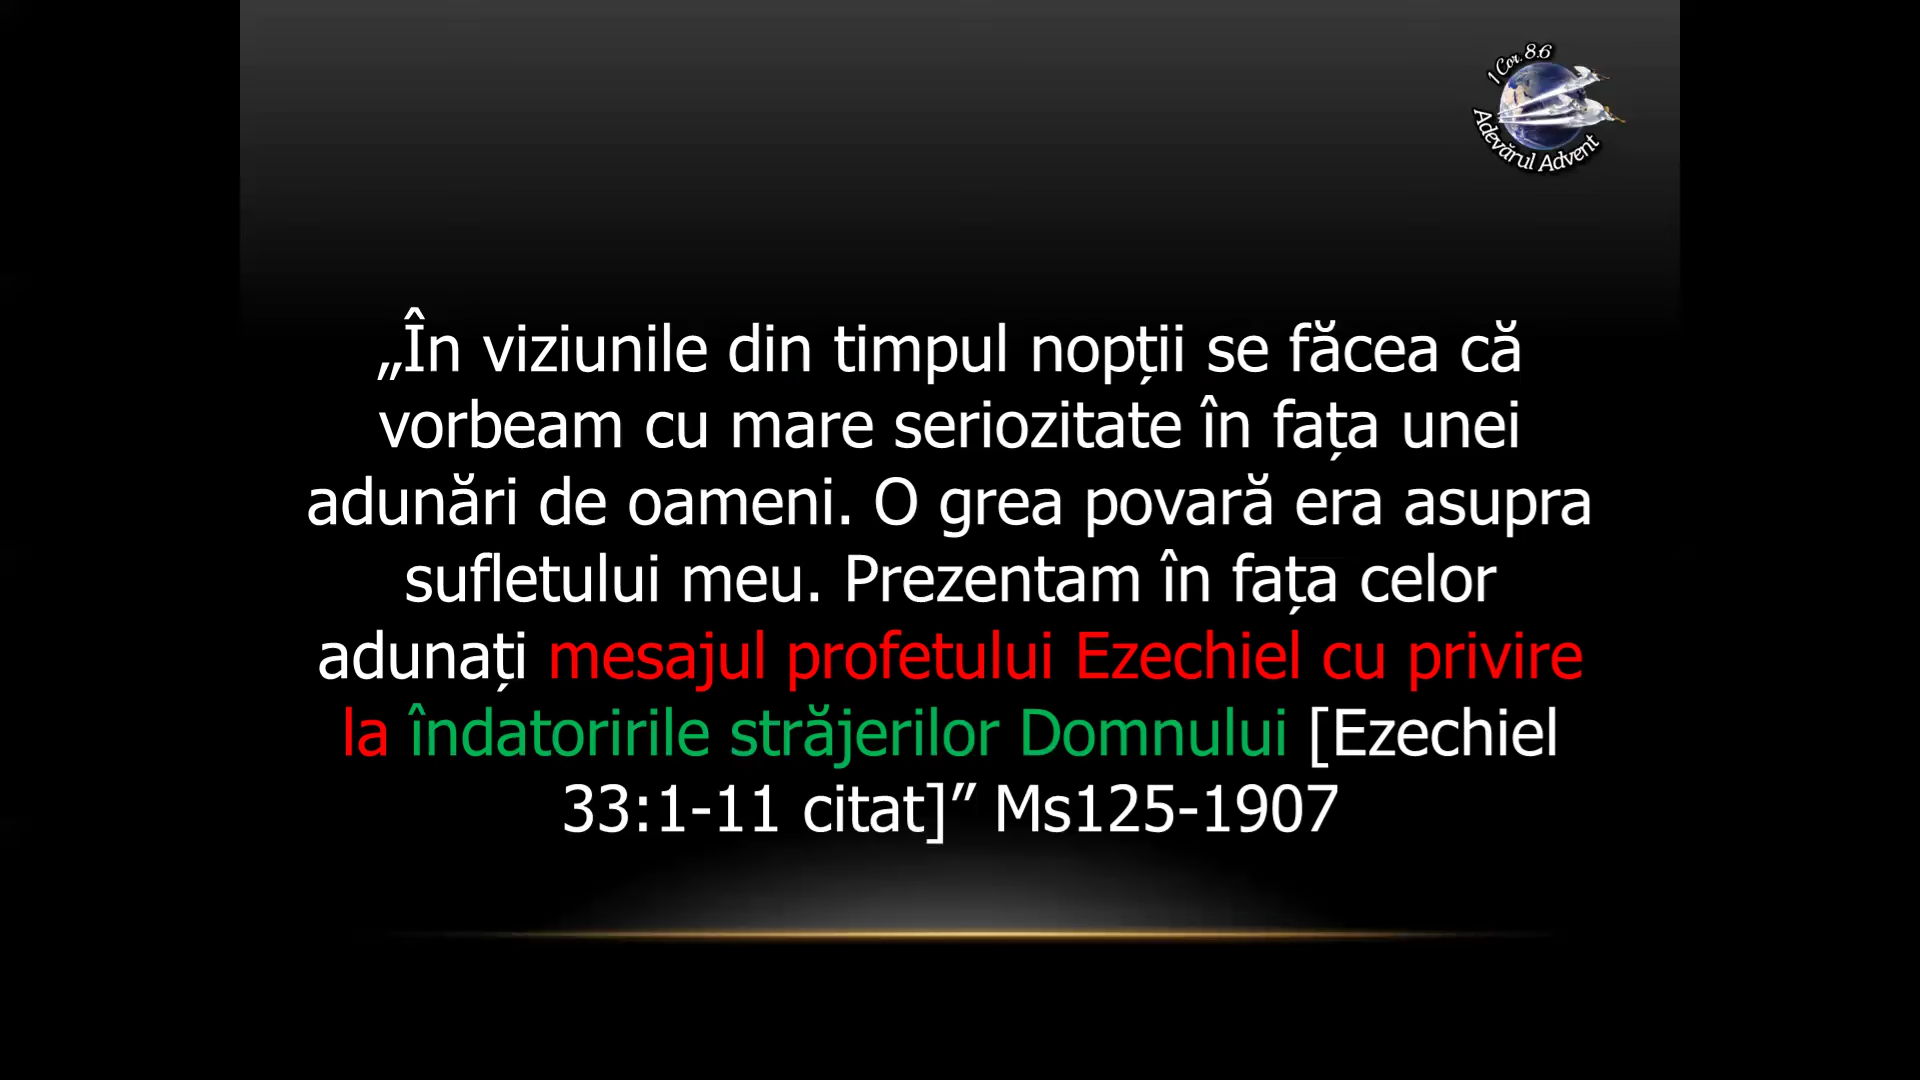 1 Cor. 8:6
Adevărul Advent
„În viziunile din timpul nopții se făcea că
vorbeam cu mare seriozitate în fața unei
adunări de oameni. O grea povară era asupra
sufletului meu. Prezentam în fața celor
adunați mesajul profetului Ezechiel cu privire
la îndatoririle străjerilor Domnului [Ezechiel
33:1-11 citat]” Ms125-1907